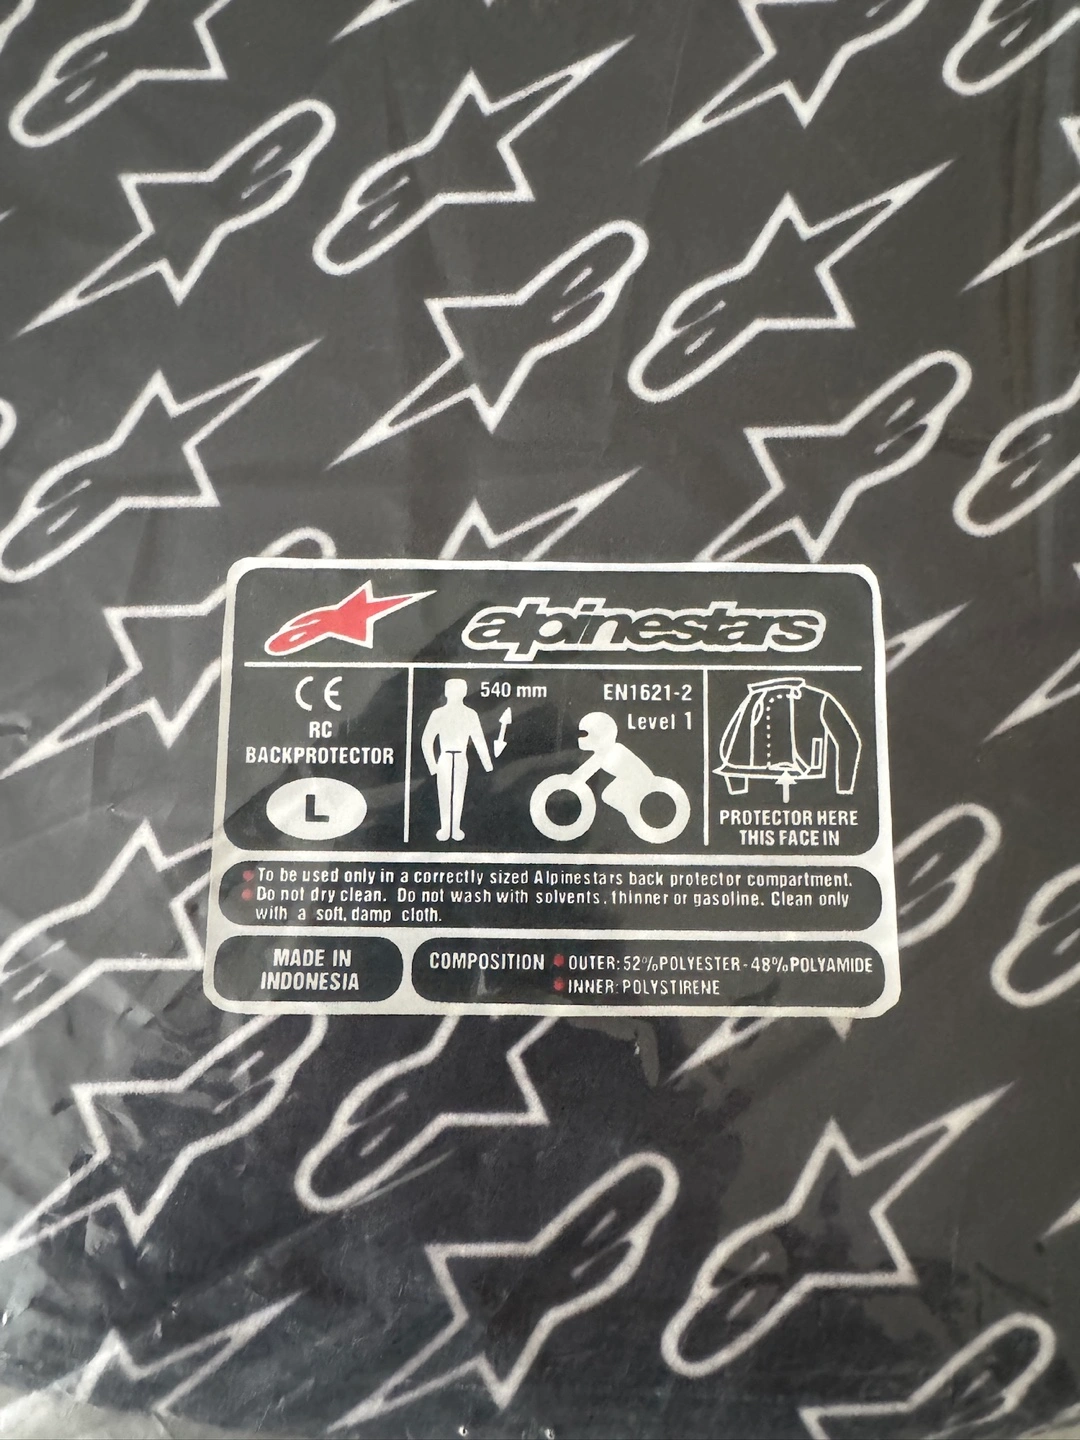 alpinestars
CE
RC
BACKPROTECTOR
L
540 mm
EN1621-2
Level 1
PROTECTOR HERE
THIS FACE IN
To be used only in a correctly sized Alpinestars back protector compartment.
Do not dry clean. Do not wash with solvents, thinner or gasoline. Clean only
with a soft, damp cloth.
MADE IN
INDONESIA
COMPOSITION OUTER: 52%POLYESTER - 48%POLYAMIDE
INNER: POLYSTIRENE